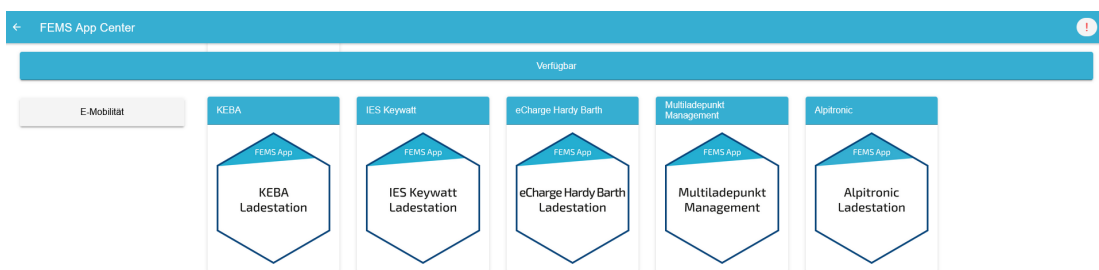 FEMS App Center
!
Verfügbar
E-Mobilität
KEBA
IES Keywatt
eCharge Hardy Barth
Multiladepunkt
Management
Alpitronic
FEMS App
KEBA
Ladestation
FEMS App
IES Keywatt
Ladestation
FEMS App
eCharge Hardy Barth
Ladestation
FEMS App
Multiladepunkt
Management
FEMS App
Alpitronic
Ladestation